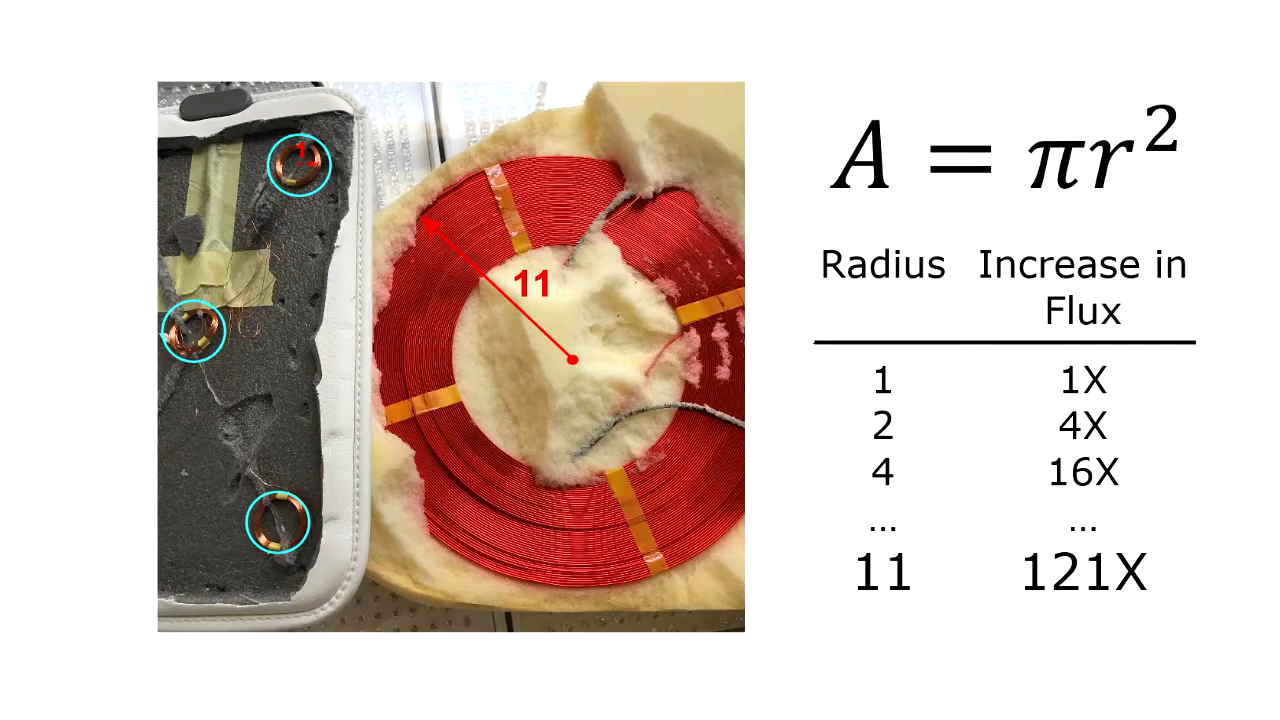 1
11
A = πr²
Radius Increase in
Flux
1 1X
2 4X
4 16X
... ...
11 121X